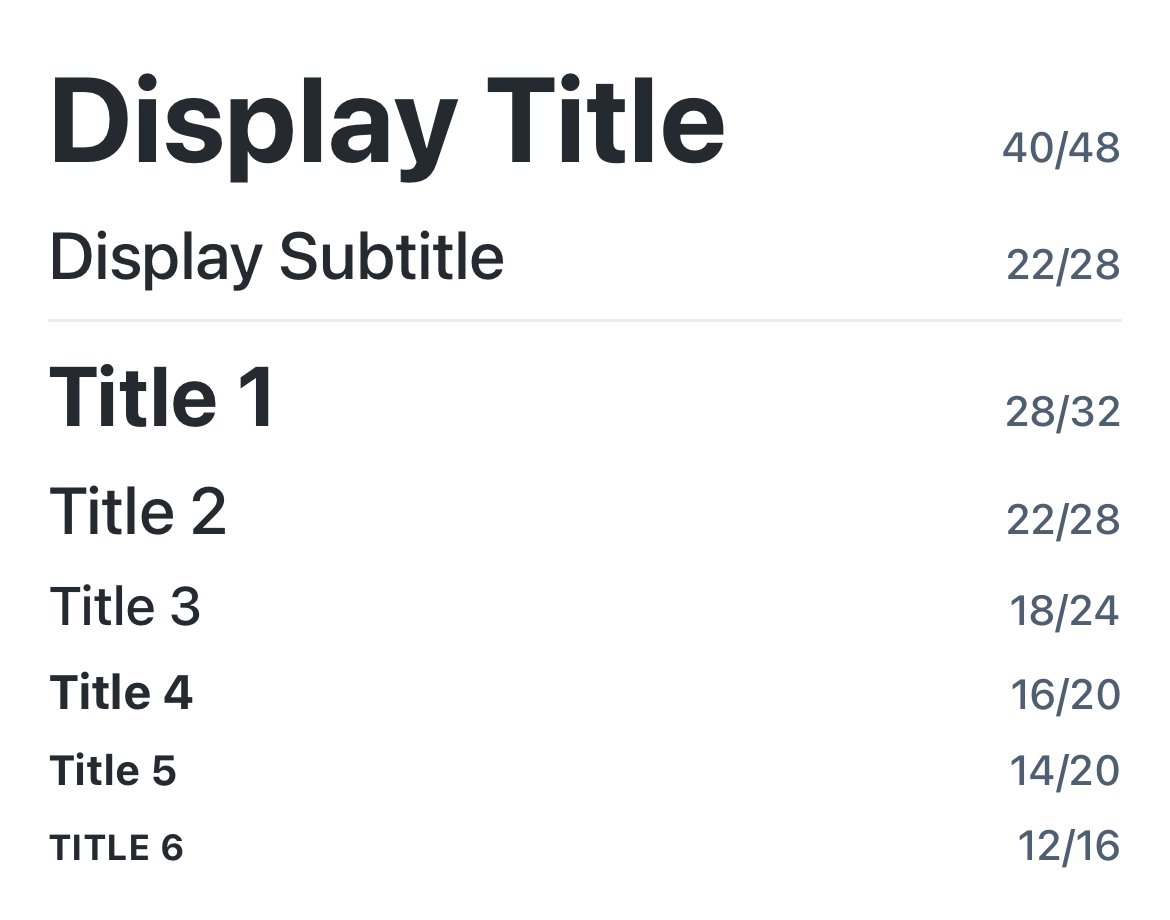 Display Title 40/48
Display Subtitle 22/28
Title 1 28/32
Title 2 22/28
Title 3 18/24
Title 4 16/20
Title 5 14/20
TITLE 6 12/16